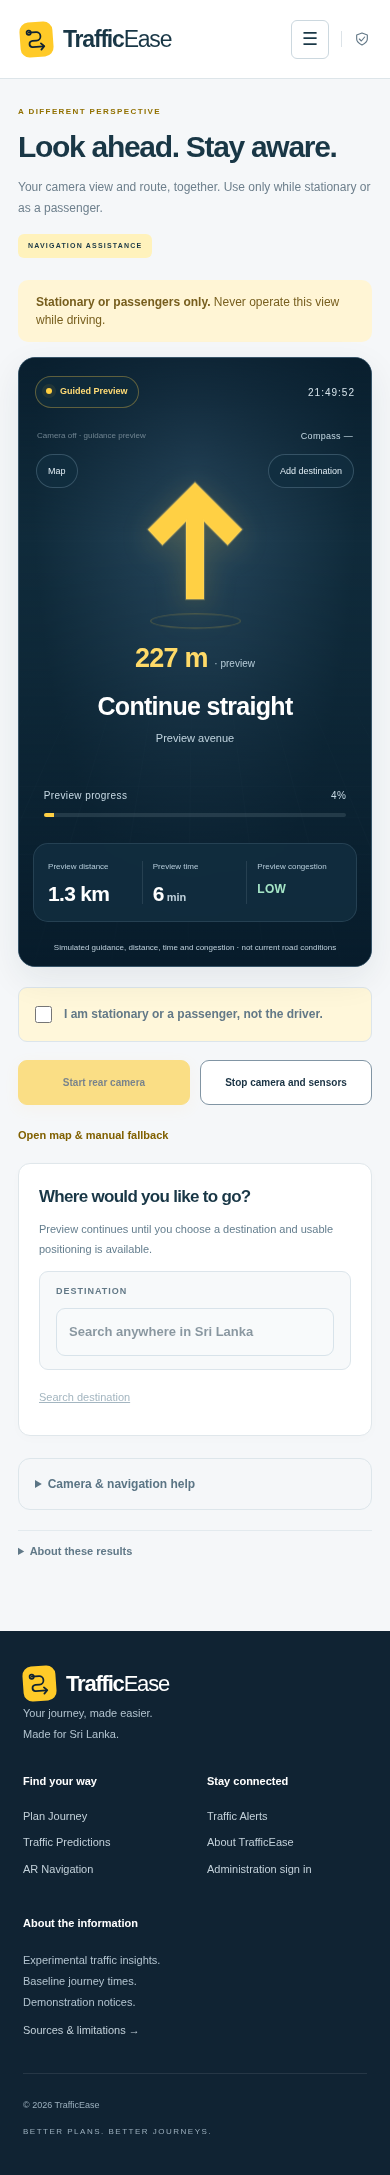 TrafficEase
☰
A DIFFERENT PERSPECTIVE
Look ahead. Stay aware.
Your camera view and route, together. Use only while stationary or
as a passenger.
NAVIGATION ASSISTANCE
Stationary or passengers only. Never operate this view
while driving.
Guided Preview
21:49:52
Camera off · guidance preview
Compass —
Map
Add destination
227 m · preview
Continue straight
Preview avenue
Preview progress
4%
Preview distance
1.3 km
Preview time
6 min
Preview congestion
LOW
Simulated guidance, distance, time and congestion · not current road conditions
I am stationary or a passenger, not the driver.
Start rear camera
Stop camera and sensors
Open map & manual fallback
Where would you like to go?
Preview continues until you choose a destination and usable
positioning is available.
DESTINATION
Search anywhere in Sri Lanka
Search destination
▶ Camera & navigation help
▶ About these results
TrafficEase
Your journey, made easier.
Made for Sri Lanka.
Find your way
Plan Journey
Traffic Predictions
AR Navigation
Stay connected
Traffic Alerts
About TrafficEase
Administration sign in
About the information
Experimental traffic insights.
Baseline journey times.
Demonstration notices.
Sources & limitations →
© 2026 TrafficEase
BETTER PLANS. BETTER JOURNEYS.